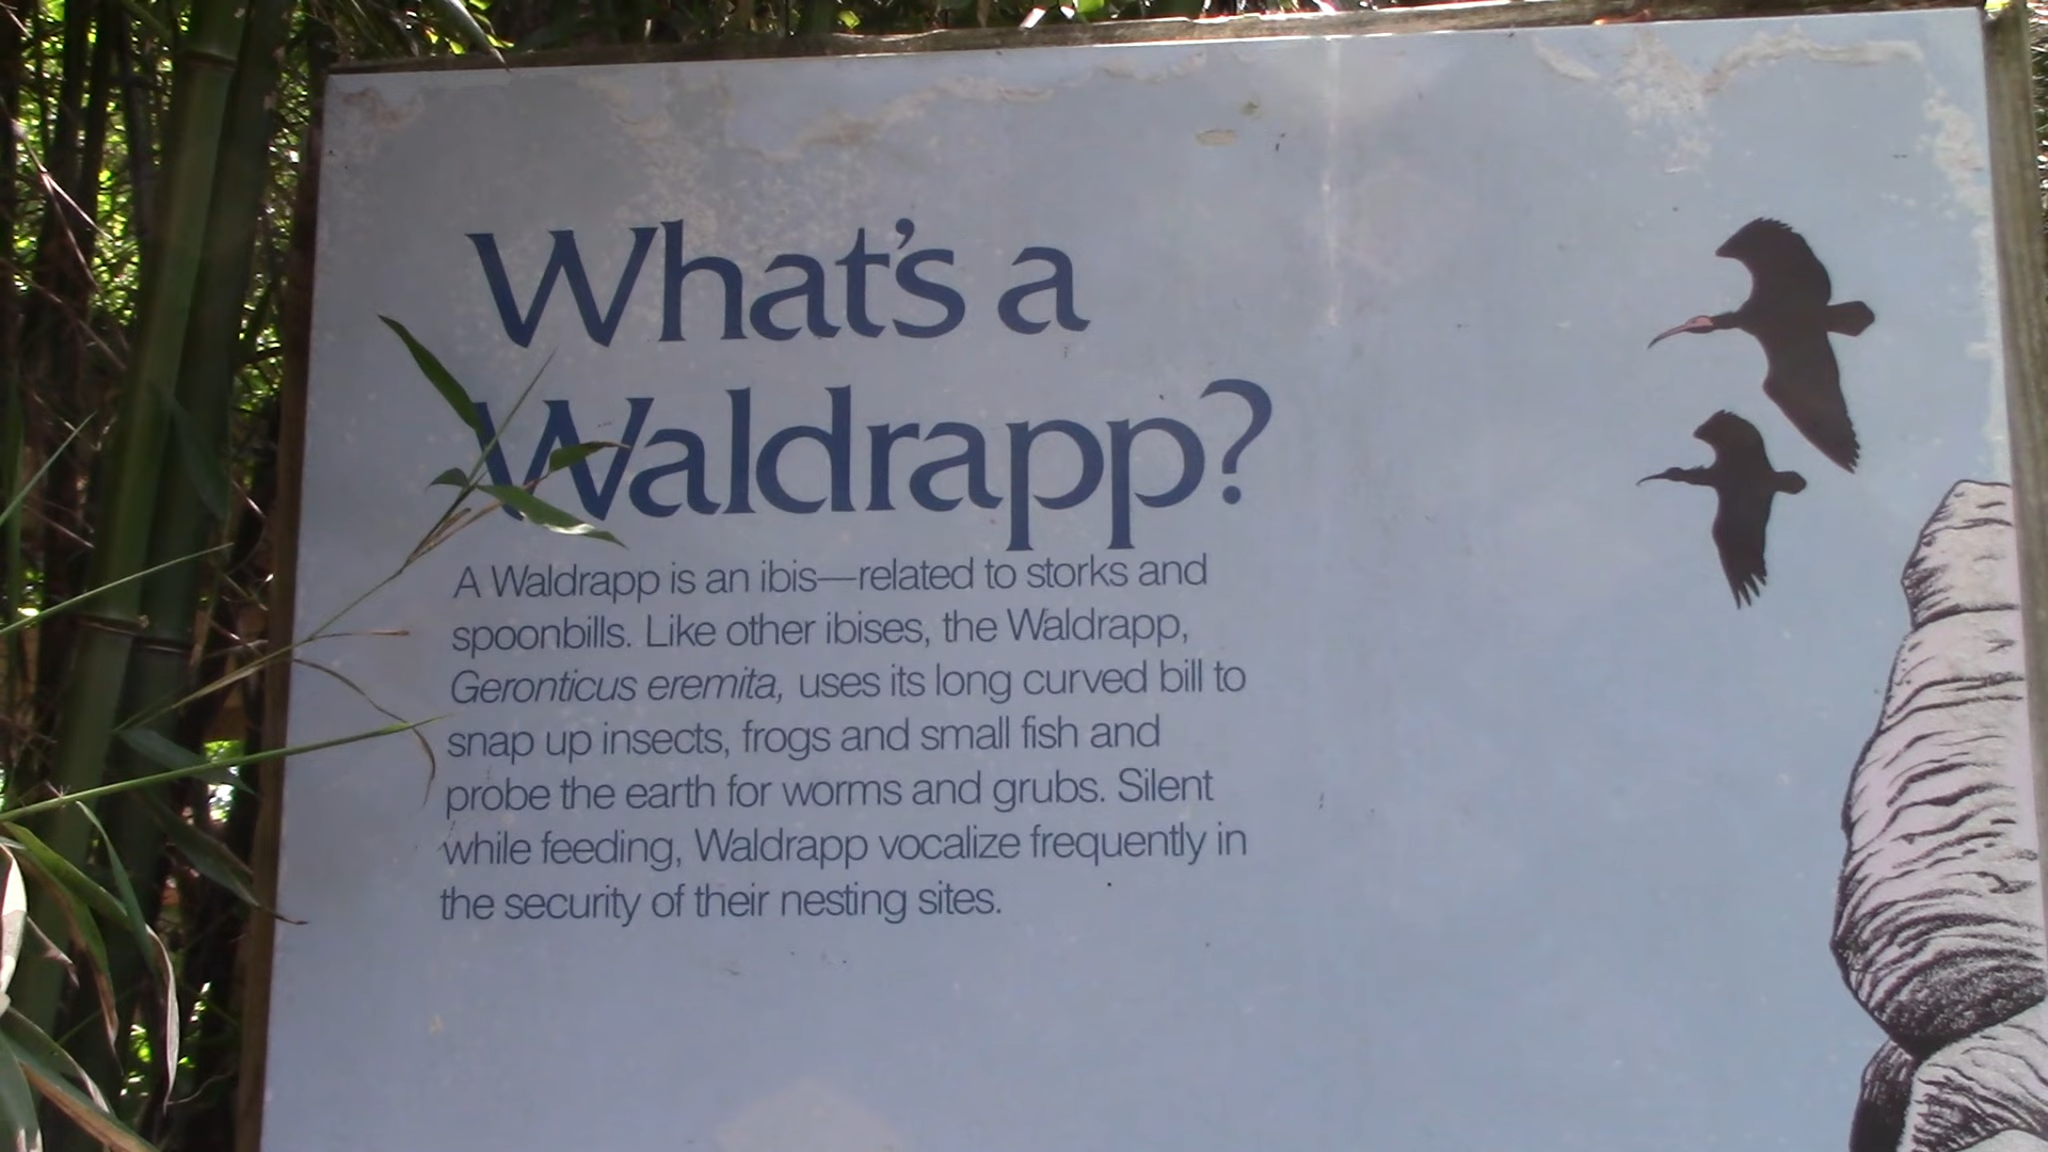 What's a
Waldrapp?
A Waldrapp is an ibis—related to storks and
spoonbills. Like other ibises, the Waldrapp,
Geronticus eremita, uses its long curved bill to
snap up insects, frogs and small fish and
probe the earth for worms and grubs. Silent
while feeding, Waldrapp vocalize frequently in
the security of their nesting sites.